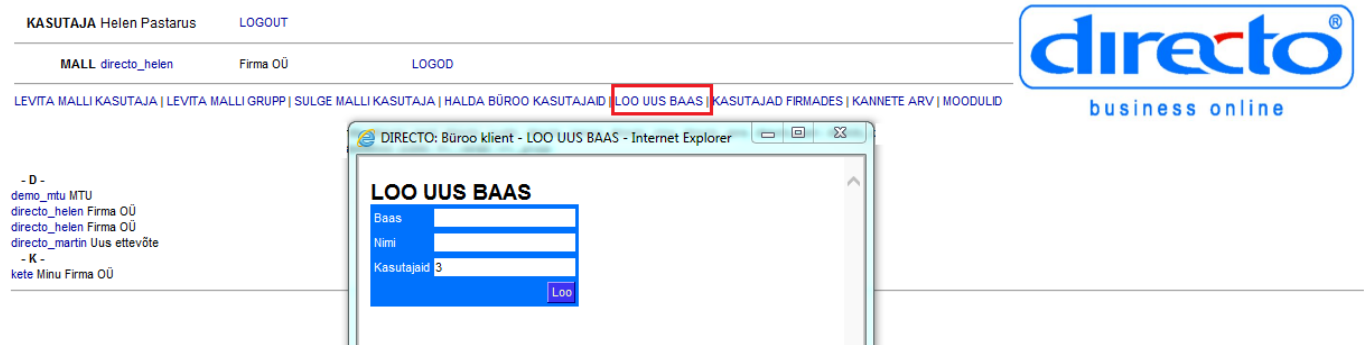 KASUTAJA Helen Pastarus LOGOUT
MALL directo_helen Firma OÜ LOGOD
directo®
business online
LEVITA MALLI KASUTAJA | LEVITA MALLI GRUPP | SULGE MALLI KASUTAJA | HALDA BÜROO KASUTAJAID | LOO UUS BAAS | KASUTAJAD FIRMADES | KANNETE ARV | MOODULID
DIRECTO: Büroo klient - LOO UUS BAAS - Internet Explorer
- D -
demo_mtu MTU
directo_helen Firma OÜ
directo_helen Firma OÜ
directo_martin Uus ettevõte
- K -
kete Minu Firma OÜ
LOO UUS BAAS
Baas
Nimi
Kasutajaid 3
Loo